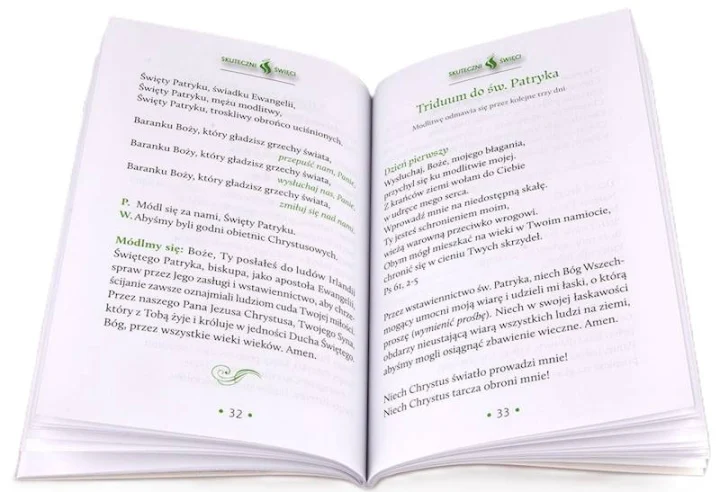 SKUTECZNI ŚWIĘCI
Święty Patryku, świadku Ewangelii,
Święty Patryku, mężu modlitwy,
Święty Patryku, troskliwy obrońco uciśnionych.
Baranku Boży, który gładzisz grzechy świata,
przepuść nam, Panie.
Baranku Boży, który gładzisz grzechy świata,
wysłuchaj nas, Panie.
Baranku Boży, który gładzisz grzechy świata,
zmiłuj się nad nami.
P. Módl się za nami, Święty Patryku.
W. Abyśmy byli godni obietnic Chrystusowych.
Módlmy się: Boże, Ty posłałeś do ludów Irlandii
Świętego Patryka, biskupa, jako apostoła Ewangelii,
spraw przez Jego zasługi i wstawiennictwo, aby chrze-
ścijanie zawsze oznajmiali ludziom cuda Twojej miłości.
Przez naszego Pana Jezusa Chrystusa, Twojego Syna,
który z Tobą żyje i króluje w jedności Ducha Świętego,
Bóg, przez wszystkie wieki wieków. Amen.
• 32 •
SKUTECZNI ŚWIĘCI
Triduum do św. Patryka
Modlitwę odmawia się przez kolejne trzy dni.
Dzień pierwszy
Wysłuchaj, Boże, mojego błagania,
przychyl się ku modlitwie mojej.
Z krańców ziemi wołam do Ciebie
w udręce mego serca.
Wprowadź mnie na niedostępną skałę.
Ty jesteś schronieniem moim,
wieżą warowną przeciwko wrogowi.
Obym mógł mieszkać na wieki w Twoim namiocie,
chronić się w cieniu Twych skrzydeł.
Ps 61, 2-5
Przez wstawiennictwo św. Patryka, niech Bóg Wszech-
mogący umocni moją wiarę i udzieli mi łaski, o którą
proszę (wymienić prośbę). Niech w swojej łaskawości
obdarzy nieustającą wiarą wszystkich ludzi na ziemi,
abyśmy mogli osiągnąć zbawienie wieczne. Amen.
Niech Chrystus światło prowadzi mnie!
Niech Chrystus tarcza obroni mnie!
• 33 •